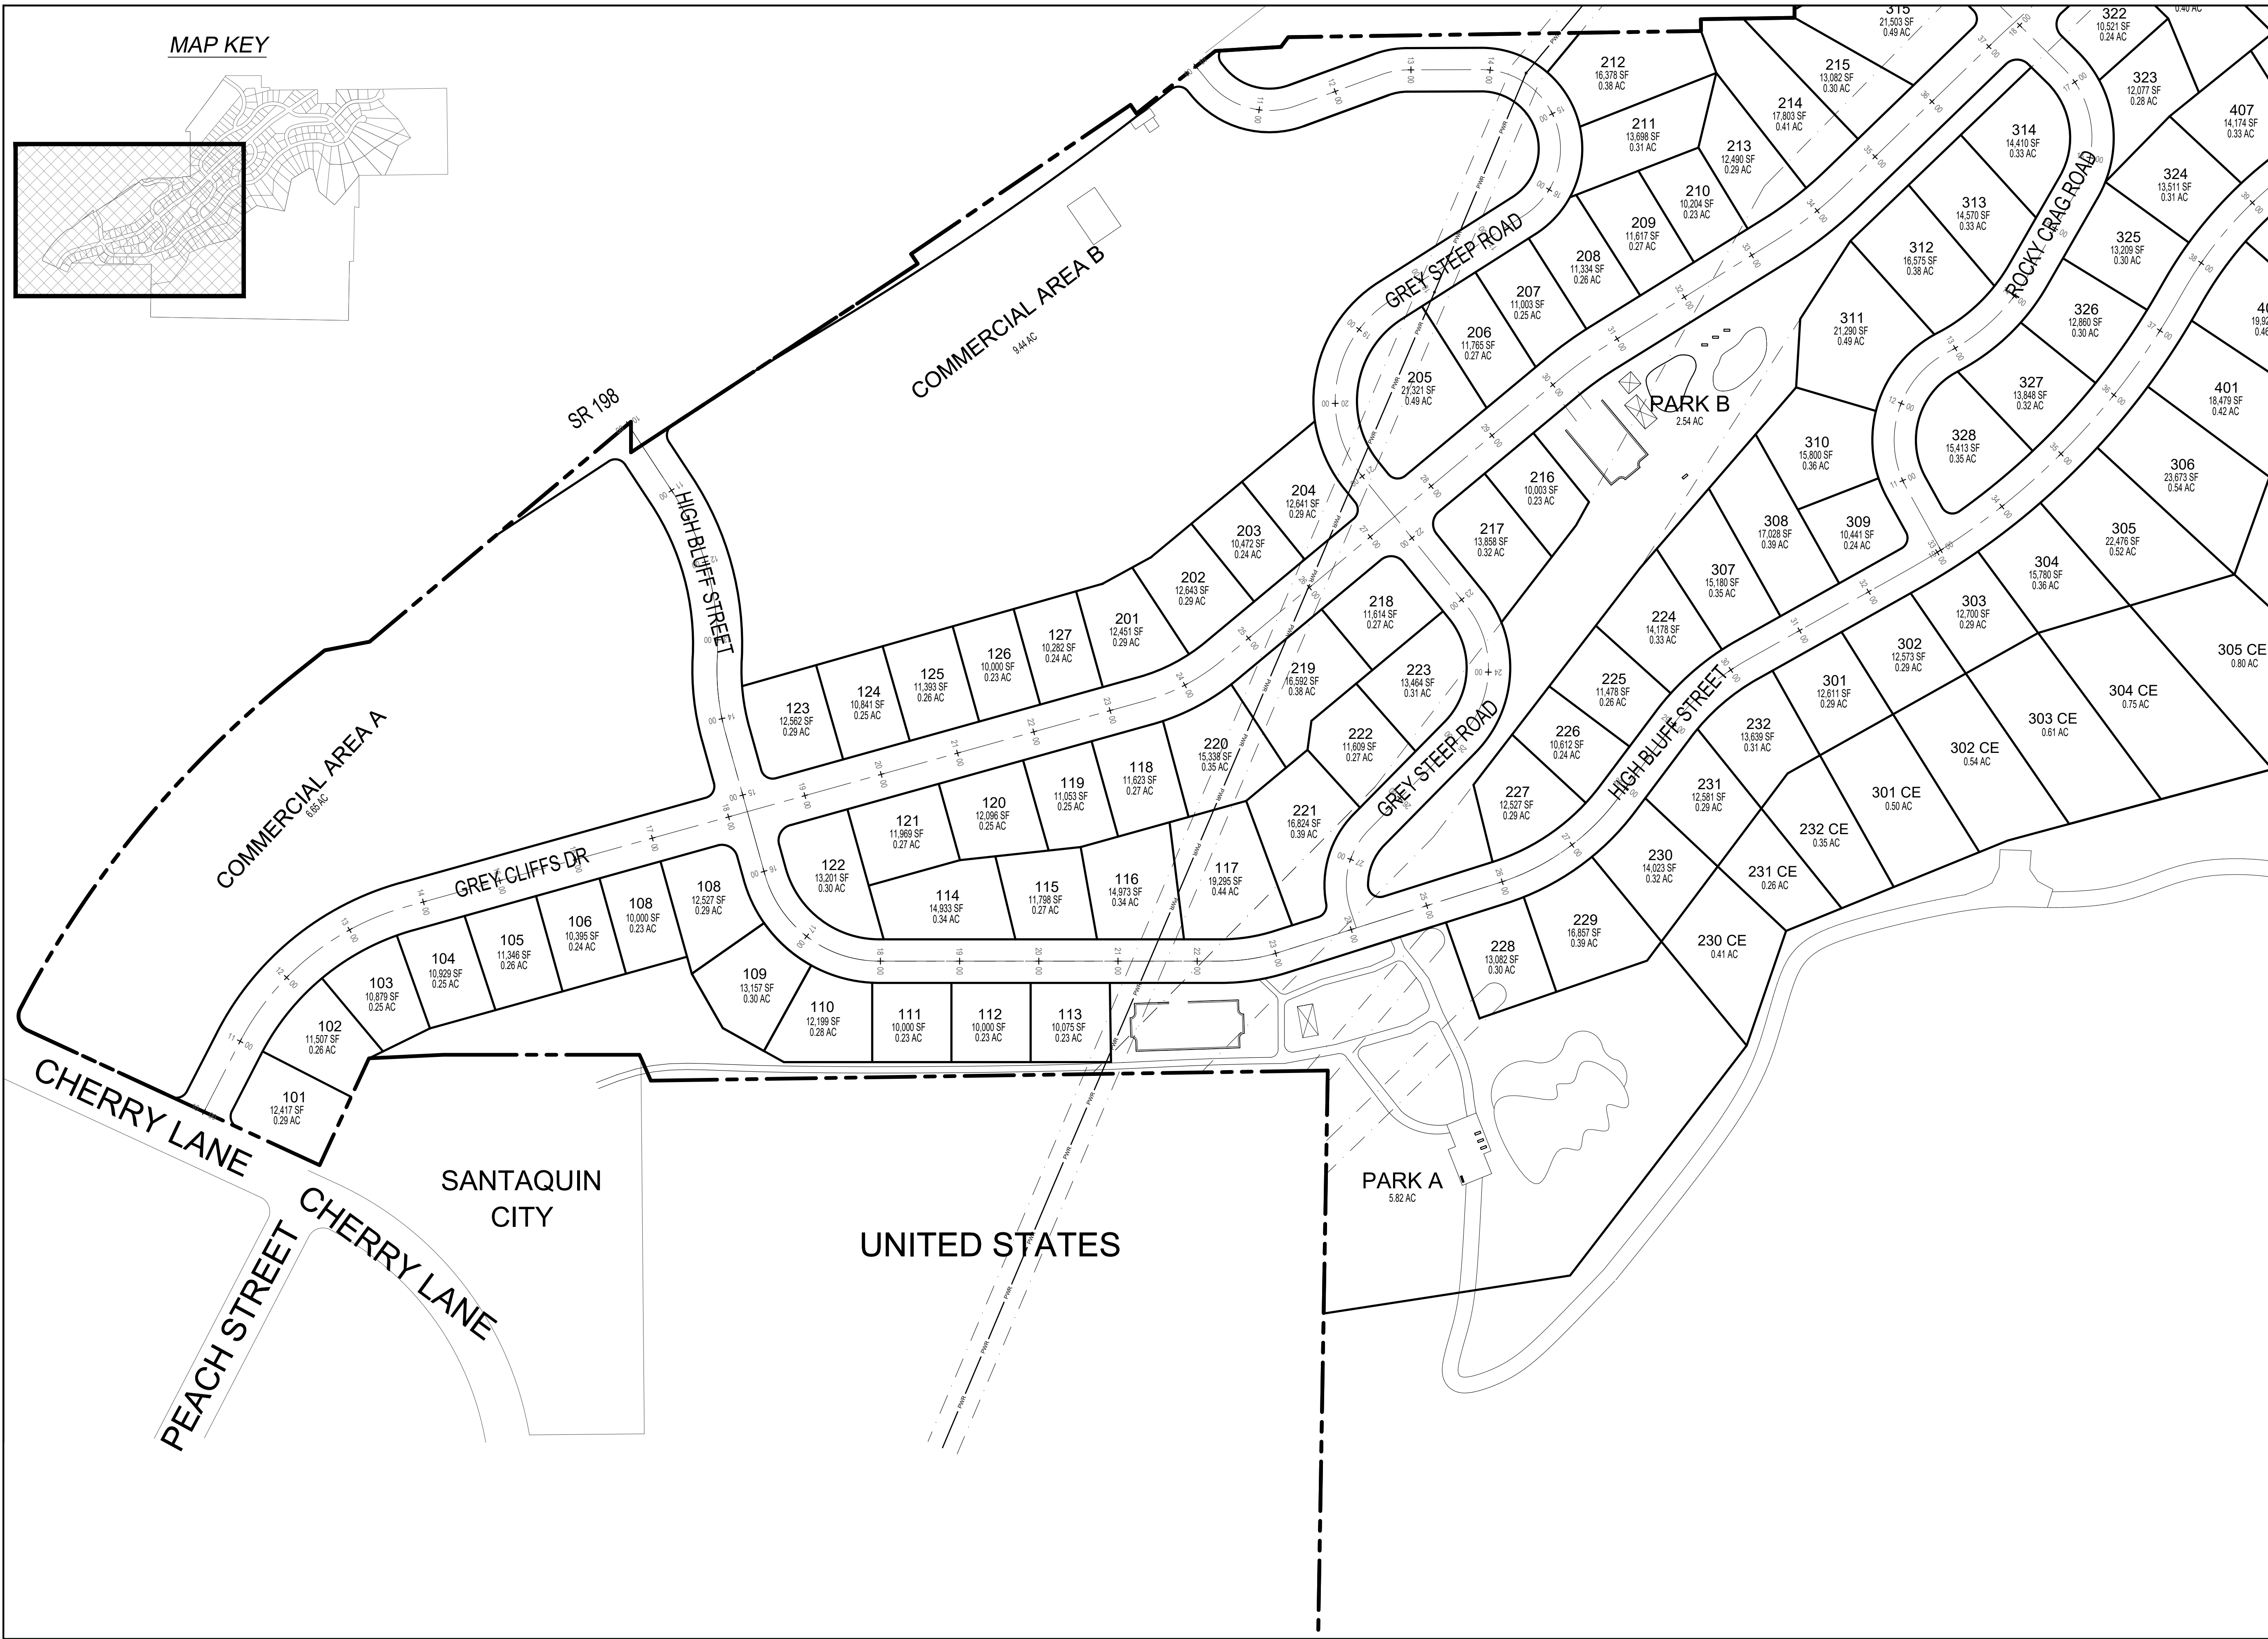 MAP KEY
315
21,503 SF
0.49 AC
322
10,521 SF
0.24 AC
0.40 AC
212
16,378 SF
0.38 AC
215
13,082 SF
0.30 AC
323
12,077 SF
0.28 AC
214
17,803 SF
0.41 AC
407
14,174 SF
0.33 AC
211
13,698 SF
0.31 AC
314
14,410 SF
0.33 AC
213
12,490 SF
0.29 AC
324
13,511 SF
0.31 AC
210
10,204 SF
0.23 AC
313
14,570 SF
0.33 AC
209
11,617 SF
0.27 AC
325
13,209 SF
0.30 AC
312
16,575 SF
0.38 AC
208
11,334 SF
0.26 AC
ROCKY CRAG ROAD
GREY STEEP ROAD
207
11,003 SF
0.25 AC
326
12,860 SF
0.30 AC
311
21,290 SF
0.49 AC
206
11,765 SF
0.27 AC
COMMERCIAL AREA B
9.44 AC
205
21,321 SF
0.49 AC
327
13,848 SF
0.32 AC
401
18,479 SF
0.42 AC
PARK B
2.54 AC
SR 198
328
15,413 SF
0.35 AC
310
15,800 SF
0.36 AC
306
23,673 SF
0.54 AC
216
10,003 SF
0.23 AC
204
12,641 SF
0.29 AC
217
13,858 SF
0.32 AC
308
17,028 SF
0.39 AC
309
10,441 SF
0.24 AC
305
22,476 SF
0.52 AC
203
10,472 SF
0.24 AC
HIGH BLUFF STREET
304
15,780 SF
0.36 AC
307
15,180 SF
0.35 AC
202
12,643 SF
0.29 AC
218
11,614 SF
0.27 AC
303
12,700 SF
0.29 AC
224
14,178 SF
0.33 AC
201
12,451 SF
0.29 AC
127
10,282 SF
0.24 AC
126
10,000 SF
0.23 AC
302
12,573 SF
0.29 AC
305 CE
0.80 AC
125
11,393 SF
0.26 AC
219
16,592 SF
0.38 AC
223
13,464 SF
0.31 AC
225
11,478 SF
0.26 AC
301
12,611 SF
0.29 AC
304 CE
0.75 AC
124
10,841 SF
0.25 AC
123
12,562 SF
0.29 AC
303 CE
0.61 AC
HIGH BLUFF STREET
232
13,639 SF
0.31 AC
222
11,609 SF
0.27 AC
226
10,612 SF
0.24 AC
GREY STEEP ROAD
220
15,338 SF
0.35 AC
302 CE
0.54 AC
COMMERCIAL AREA A
6.65 AC
118
11,623 SF
0.27 AC
119
11,053 SF
0.25 AC
231
12,581 SF
0.29 AC
227
12,527 SF
0.29 AC
301 CE
0.50 AC
120
12,096 SF
0.25 AC
221
16,824 SF
0.39 AC
121
11,969 SF
0.27 AC
232 CE
0.35 AC
GREY CLIFFS DR
122
13,201 SF
0.30 AC
230
14,023 SF
0.32 AC
117
19,295 SF
0.44 AC
231 CE
0.26 AC
108
12,527 SF
0.29 AC
116
14,973 SF
0.34 AC
115
11,798 SF
0.27 AC
114
14,933 SF
0.34 AC
108
10,000 SF
0.23 AC
106
10,395 SF
0.24 AC
229
16,857 SF
0.39 AC
105
11,346 SF
0.26 AC
228
13,082 SF
0.30 AC
230 CE
0.41 AC
104
10,929 SF
0.25 AC
109
13,157 SF
0.30 AC
103
10,879 SF
0.25 AC
110
12,199 SF
0.28 AC
111
10,000 SF
0.23 AC
112
10,000 SF
0.23 AC
113
10,075 SF
0.23 AC
102
11,507 SF
0.26 AC
101
12,417 SF
0.29 AC
CHERRY LANE
SANTAQUIN
CITY
PARK A
5.82 AC
CHERRY LANE
UNITED STATES
PEACH STREET